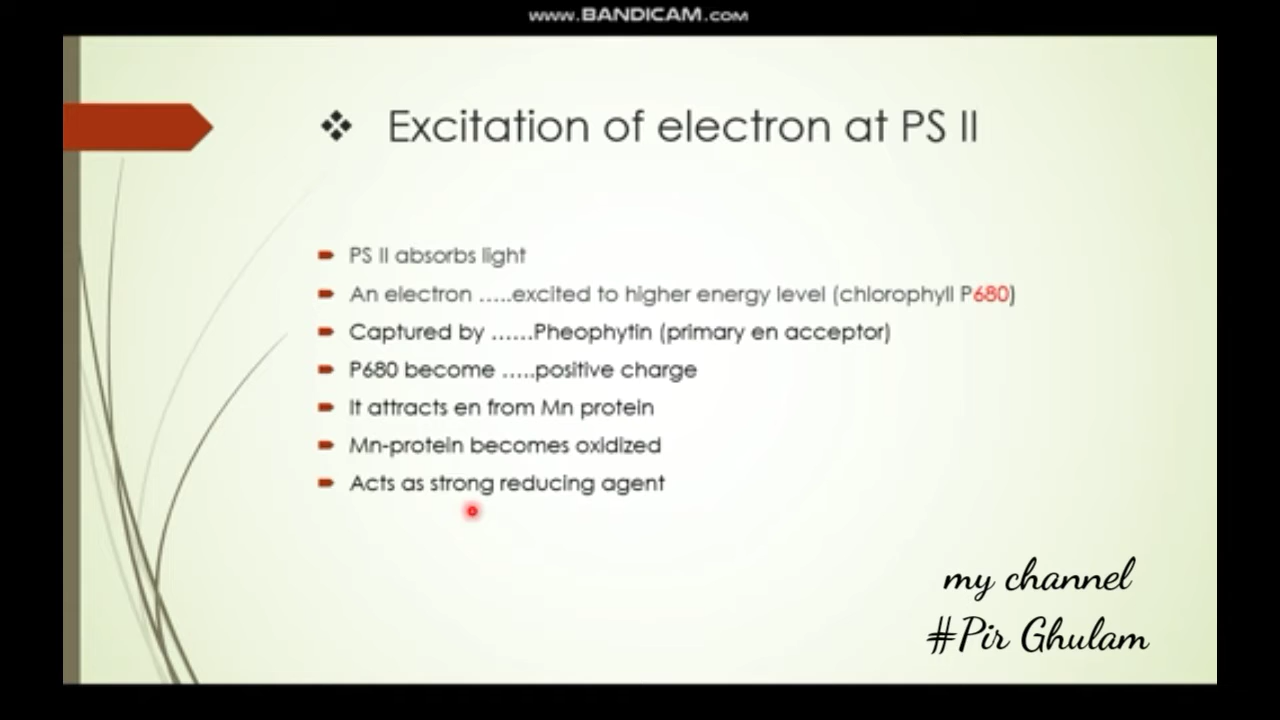 www.BANDICAM.com
❖ Excitation of electron at PS II
PS II absorbs light
An electron .....excited to higher energy level (chlorophyll P680)
Captured by ......Pheophytin (primary en acceptor)
P680 become .....positive charge
It attracts en from Mn protein
Mn-protein becomes oxidized
Acts as strong reducing agent
my channel
#Pir Ghulam